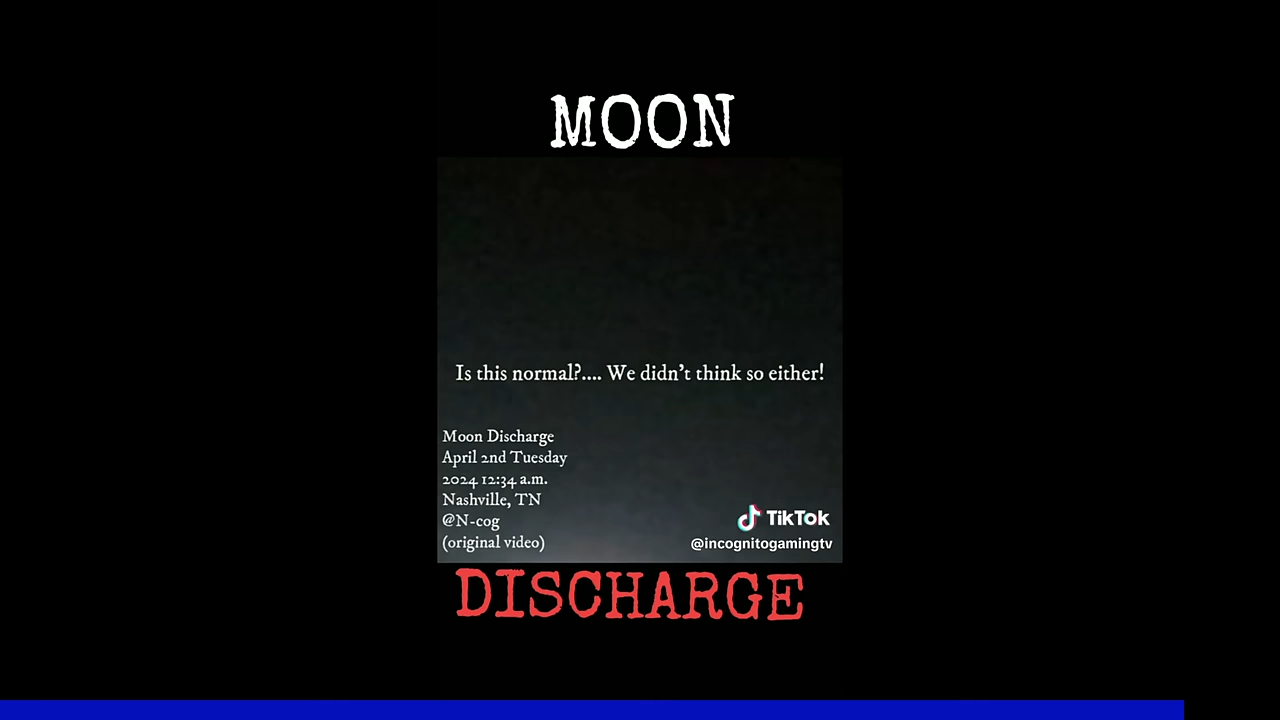 MOON
Is this normal?.... We didn't think so either!
Moon Discharge
April 2nd Tuesday
2024 12:34 a.m.
Nashville, TN
@N-cog
(original video)
TikTok
@incognitogamingtv
DISCHARGE